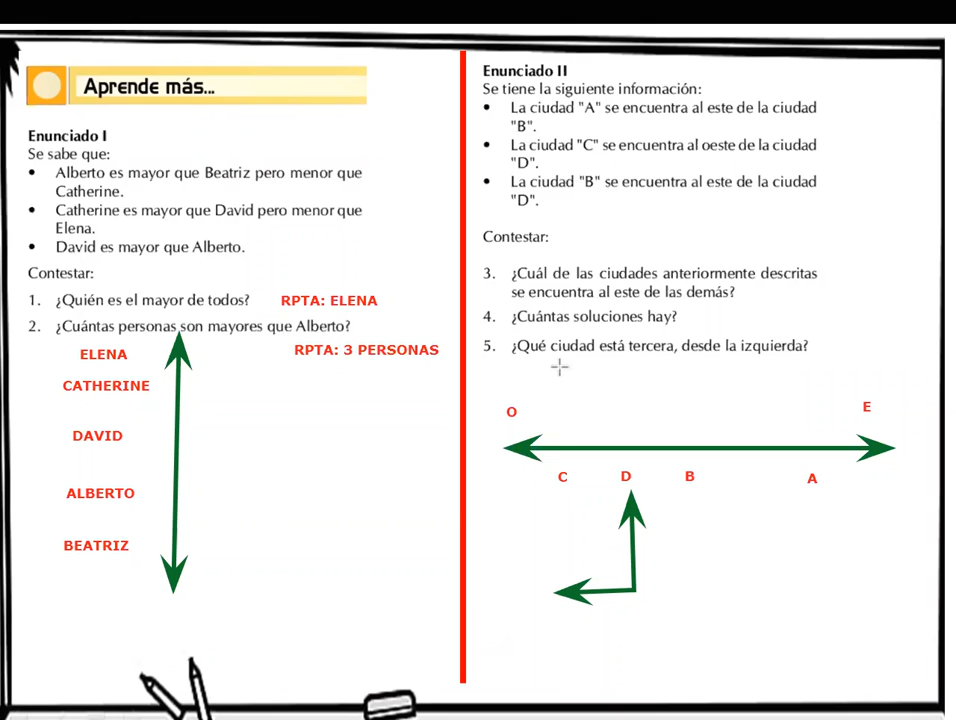 Aprende más...
Enunciado I
Se sabe que:
• Alberto es mayor que Beatriz pero menor que
Catherine.
• Catherine es mayor que David pero menor que
Elena.
• David es mayor que Alberto.
Contestar:
1. ¿Quién es el mayor de todos? RPTA: ELENA
2. ¿Cuántas personas son mayores que Alberto?
RPTA: 3 PERSONAS
ELENA
CATHERINE
DAVID
ALBERTO
BEATRIZ
Enunciado II
Se tiene la siguiente información:
• La ciudad "A" se encuentra al este de la ciudad
"B".
• La ciudad "C" se encuentra al oeste de la ciudad
"D".
• La ciudad "B" se encuentra al este de la ciudad
"D".
Contestar:
3. ¿Cuál de las ciudades anteriormente descritas
se encuentra al este de las demás?
4. ¿Cuántas soluciones hay?
5. ¿Qué ciudad está tercera, desde la izquierda?
O E
C D B A